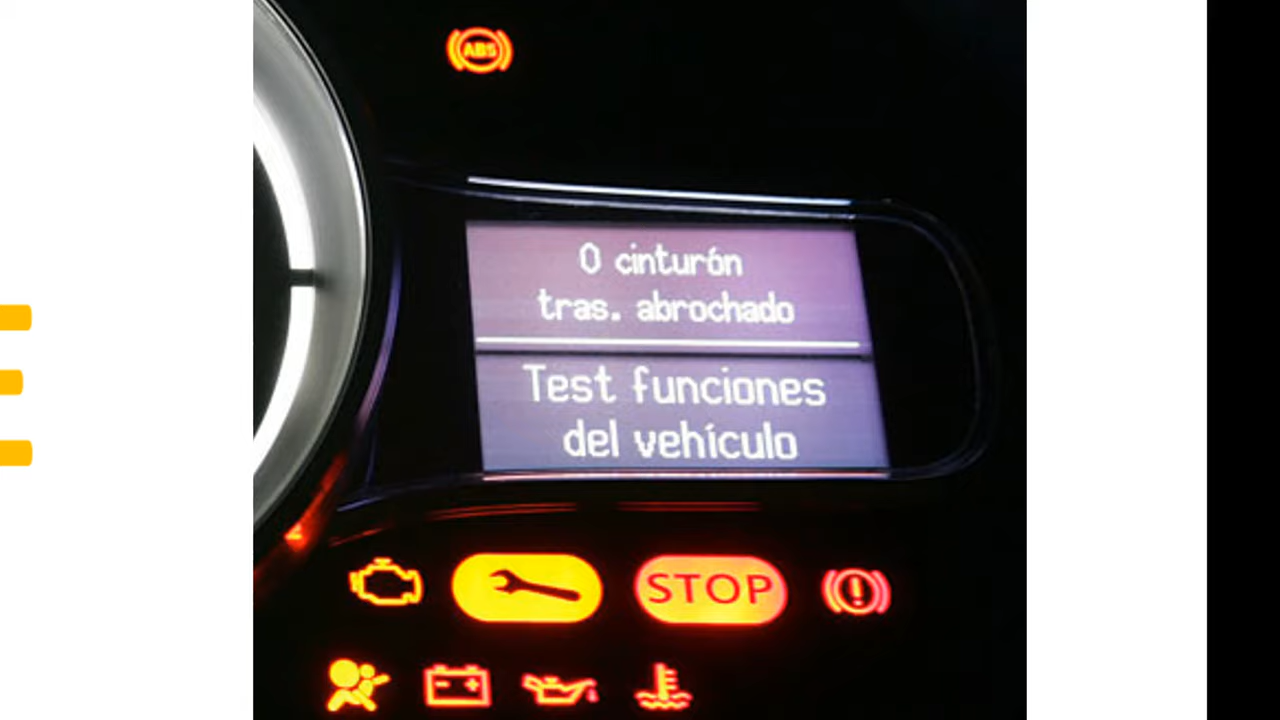 ABS
0 cinturón
tras. abrochado
Test funciones
del vehículo
STOP